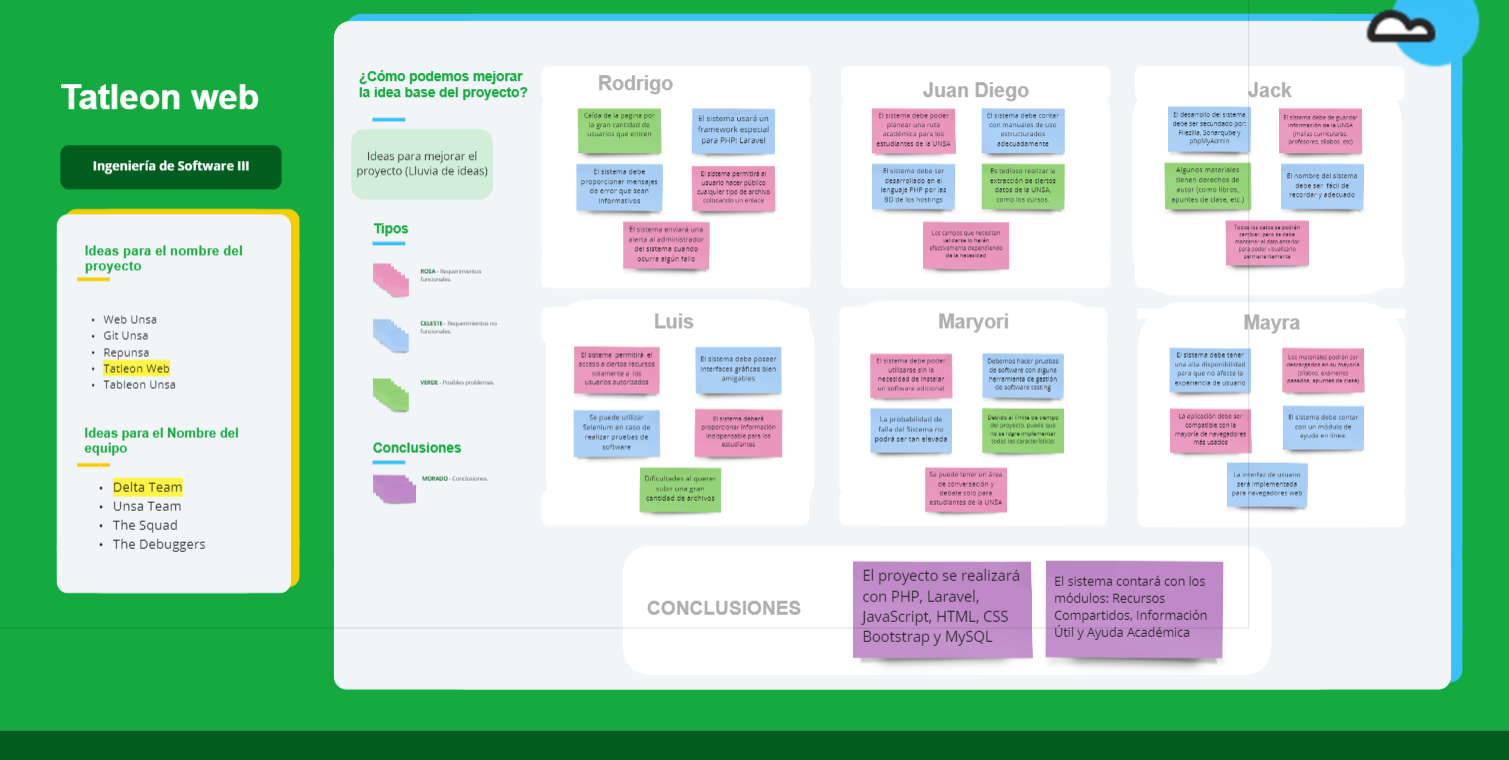 Tatleon web
Ingeniería de Software III
Ideas para el nombre del
proyecto
• Web Unsa
• Git Unsa
• Repunsa
• Tatleon Web
• Tableon Unsa
Ideas para el Nombre del
equipo
• Delta Team
• Unsa Team
• The Squad
• The Debuggers
¿Cómo podemos mejorar
la idea base del proyecto?
Ideas para mejorar el
proyecto (Lluvia de ideas)
Tipos
ROSA - Requerimientos
funcionales.
CELESTE - Requerimientos no
funcionales.
VERDE - Posibles problemas.
Conclusiones
MORADO - Conclusiones.
Rodrigo
Caída de la pagina por
la gran cantidad de
usuarios que entren
El sistema usará un
framework especial
para PHP: Laravel
El sistema debe
proporcionar mensajes
de error que sean
informativos
El sistema permitirá al
usuario hacer público
cualquier tipo de archivo
colocando un enlace
El sistema enviará una
alerta al administrador
del sistema cuando
ocurra algún fallo
Juan Diego
El sistema debe poder
planear una ruta
académica para los
estudiantes de la UNSA
El sistema debe contar
con manuales de uso
estructurados
adecuadamente
El sistema debe ser
desarrollado en el
lenguaje PHP por las
BD de los hostings
Es tedioso realizar la
extracción de ciertos
datos de la UNSA,
como los cursos.
Los campos que necesitan
validarse lo harán
efectivamente dependiendo
de la necesidad
Jack
El desarrollo del sistema
debe ser secundado por:
Filezilla, Sonarqube y
phpMyAdmin
El sistema debe de guardar
información de la UNSA
(mallas curriculares,
profesores, sílabos, etc)
Algunos materiales
tienen derechos de
autor (como libros,
apuntes de clase, etc.)
El nombre del sistema
debe ser fácil de
recordar y adecuado
Todos los datos se podrán
cambiar, pero se debe
mantener el dato anterior
para poder visualizarlo
permanentemente
Luis
El sistema permitirá el
acceso a ciertos recursos
solamente a los
usuarios autorizados
El sistema debe poseer
interfaces gráficas bien
amigables
Se puede utilizar
Selenium en caso de
realizar pruebas de
software
El sistema deberá
proporcionar información
indispensable para los
estudiantes
Dificultades al querer
subir una gran
cantidad de archivos
Maryori
El sistema debe poder
utilizarse sin la
necesidad de instalar
un software adicional
Debemos hacer pruebas
de software con alguna
herramienta de gestión
de software testing
La probabilidad de
falla del Sistema no
podrá ser tan elevada
Debido al límite de tiempo
del proyecto, puede que
no se logre implementar
todas las características
Se puede tener un área
de conversación y
debate solo para
estudiantes de la UNSA
Mayra
El sistema debe tener
una alta disponibilidad
para que no afecte la
experiencia de usuario
Los materiales podrán ser
descargados en su mayoría
(sílabos, exámenes
pasados, apuntes de clase)
La aplicación debe ser
compatible con la
mayoría de navegadores
más usados
El sistema debe contar
con un módulo de
ayuda en línea.
La interfaz de usuario
será implementada
para navegadores web
CONCLUSIONES
El proyecto se realizará
con PHP, Laravel,
JavaScript, HTML, CSS
Bootstrap y MySQL
El sistema contará con los
módulos: Recursos
Compartidos, Información
Útil y Ayuda Académica